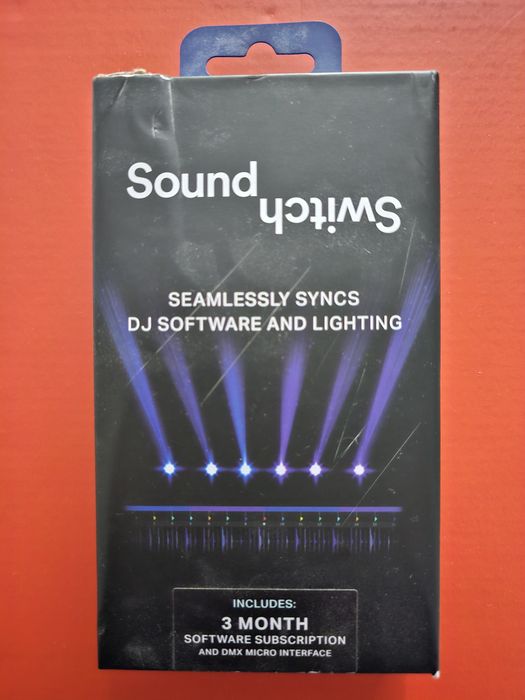 Sound
Switch
SEAMLESSLY SYNCS
DJ SOFTWARE AND LIGHTING
INCLUDES:
3 MONTH
SOFTWARE SUBSCRIPTION
AND DMX MICRO INTERFACE